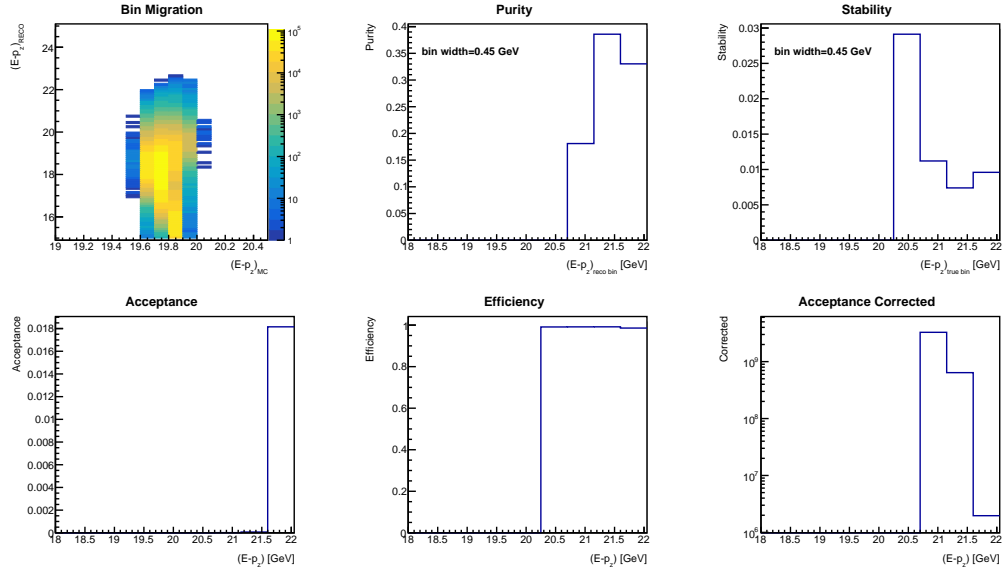 Bin Migration
(E-p_z)_RECO
24
22
20
18
16
19 19.2 19.4 19.6 19.8 20 20.2 20.4
(E-p_z)_MC
10^5
10^4
10^3
10^2
10
1
Purity
Purity
bin width=0.45 GeV
0.4
0.35
0.3
0.25
0.2
0.15
0.1
0.05
0
18 18.5 19 19.5 20 20.5 21 21.5 22
(E-p_z)_reco bin [GeV]
Stability
Stability
bin width=0.45 GeV
0.03
0.025
0.02
0.015
0.01
0.005
0
18 18.5 19 19.5 20 20.5 21 21.5 22
(E-p_z)_true bin [GeV]
Acceptance
Acceptance
0.018
0.016
0.014
0.012
0.01
0.008
0.006
0.004
0.002
0
18 18.5 19 19.5 20 20.5 21 21.5 22
(E-p_z) [GeV]
Efficiency
Efficiency
1
0.8
0.6
0.4
0.2
0
18 18.5 19 19.5 20 20.5 21 21.5 22
(E-p_z) [GeV]
Acceptance Corrected
Corrected
10^9
10^8
10^7
10^6
18 18.5 19 19.5 20 20.5 21 21.5 22
(E-p_z) [GeV]